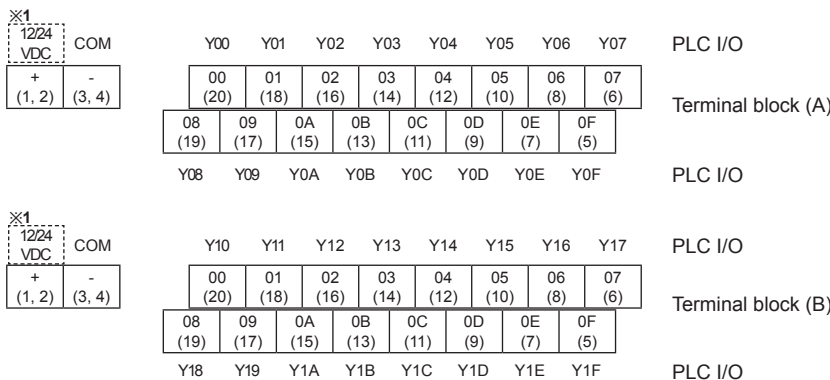 ※1
12/24 VDC COM Y00 Y01 Y02 Y03 Y04 Y05 Y06 Y07 PLC I/O
+ - 00 01 02 03 04 05 06 07
(1, 2) (3, 4) (20) (18) (16) (14) (12) (10) (8) (6)
Terminal block (A)
08 09 0A 0B 0C 0D 0E 0F
(19) (17) (15) (13) (11) (9) (7) (5)
Y08 Y09 Y0A Y0B Y0C Y0D Y0E Y0F PLC I/O
※1
12/24 VDC COM Y10 Y11 Y12 Y13 Y14 Y15 Y16 Y17 PLC I/O
+ - 00 01 02 03 04 05 06 07
(1, 2) (3, 4) (20) (18) (16) (14) (12) (10) (8) (6)
Terminal block (B)
08 09 0A 0B 0C 0D 0E 0F
(19) (17) (15) (13) (11) (9) (7) (5)
Y18 Y19 Y1A Y1B Y1C Y1D Y1E Y1F PLC I/O